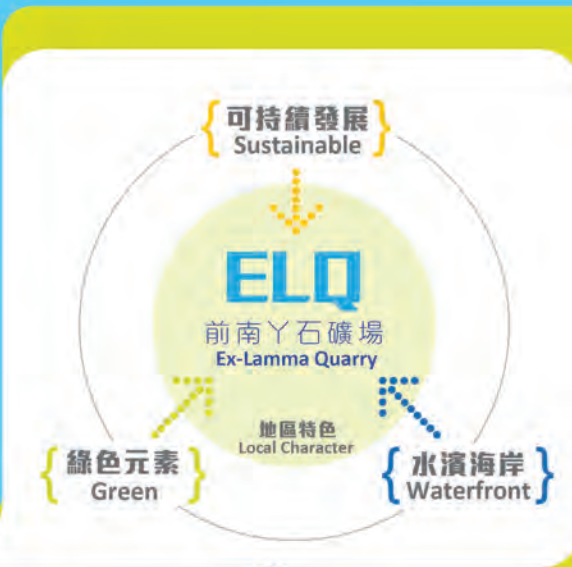 可持續發展
Sustainable
ELQ
前南丫石礦場
Ex-Lamma Quarry
地區特色
Local Character
綠色元素
Green
水濱海岸
Waterfront